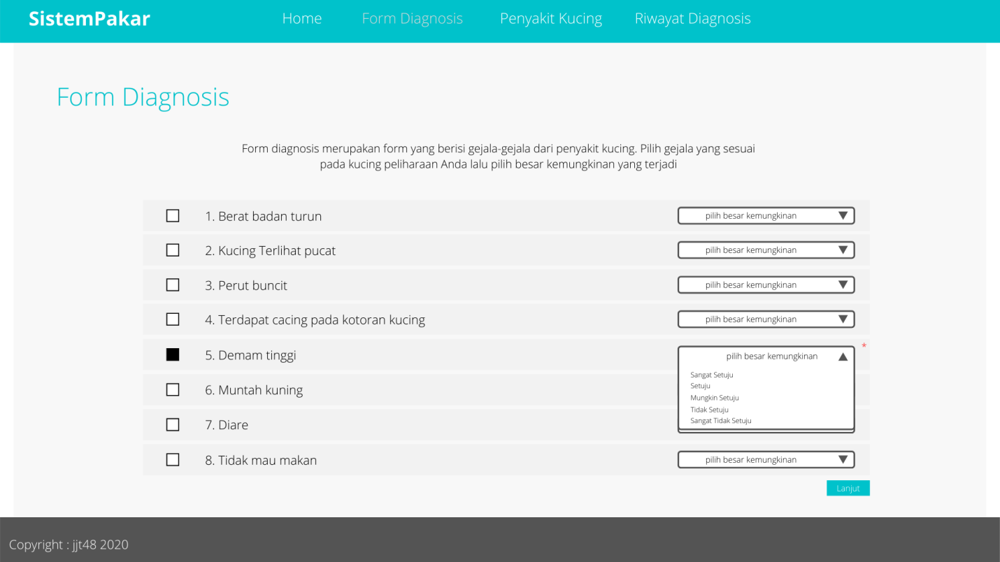 SistemPakar
Home
Form Diagnosis
Penyakit Kucing
Riwayat Diagnosis
Form Diagnosis
Form diagnosis merupakan form yang berisi gejala-gejala dari penyakit kucing. Pilih gejala yang sesuai
pada kucing peliharaan Anda lalu pilih besar kemungkinan yang terjadi
1. Berat badan turun
pilih besar kemungkinan
2. Kucing Terlihat pucat
pilih besar kemungkinan
3. Perut buncit
pilih besar kemungkinan
4. Terdapat cacing pada kotoran kucing
pilih besar kemungkinan
5. Demam tinggi
pilih besar kemungkinan
*
Sangat Setuju
Setuju
Mungkin Setuju
Tidak Setuju
Sangat Tidak Setuju
6. Muntah kuning
7. Diare
8. Tidak mau makan
pilih besar kemungkinan
Lanjut
Copyright : jjt48 2020